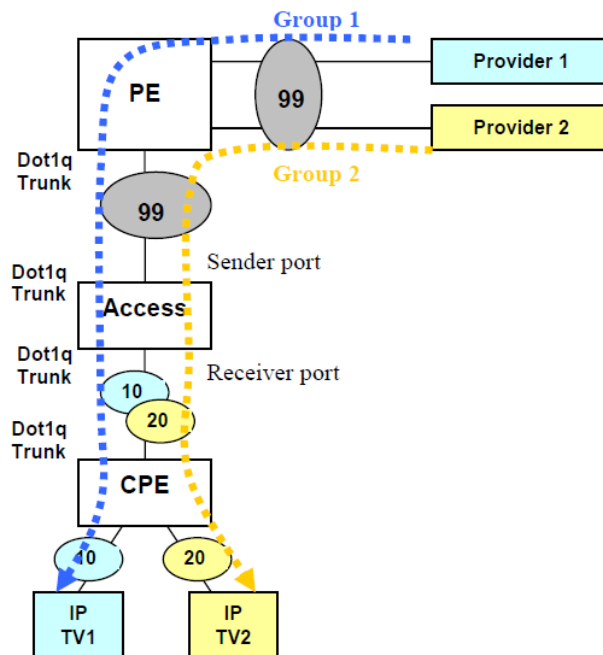 Group 1
PE
99
Provider 1
Provider 2
Group 2
Dot1q
Trunk
99
Sender port
Dot1q
Trunk
Access
Dot1q
Trunk
Receiver port
10
20
Dot1q
Trunk
CPE
10
20
IP
TV1
IP
TV2